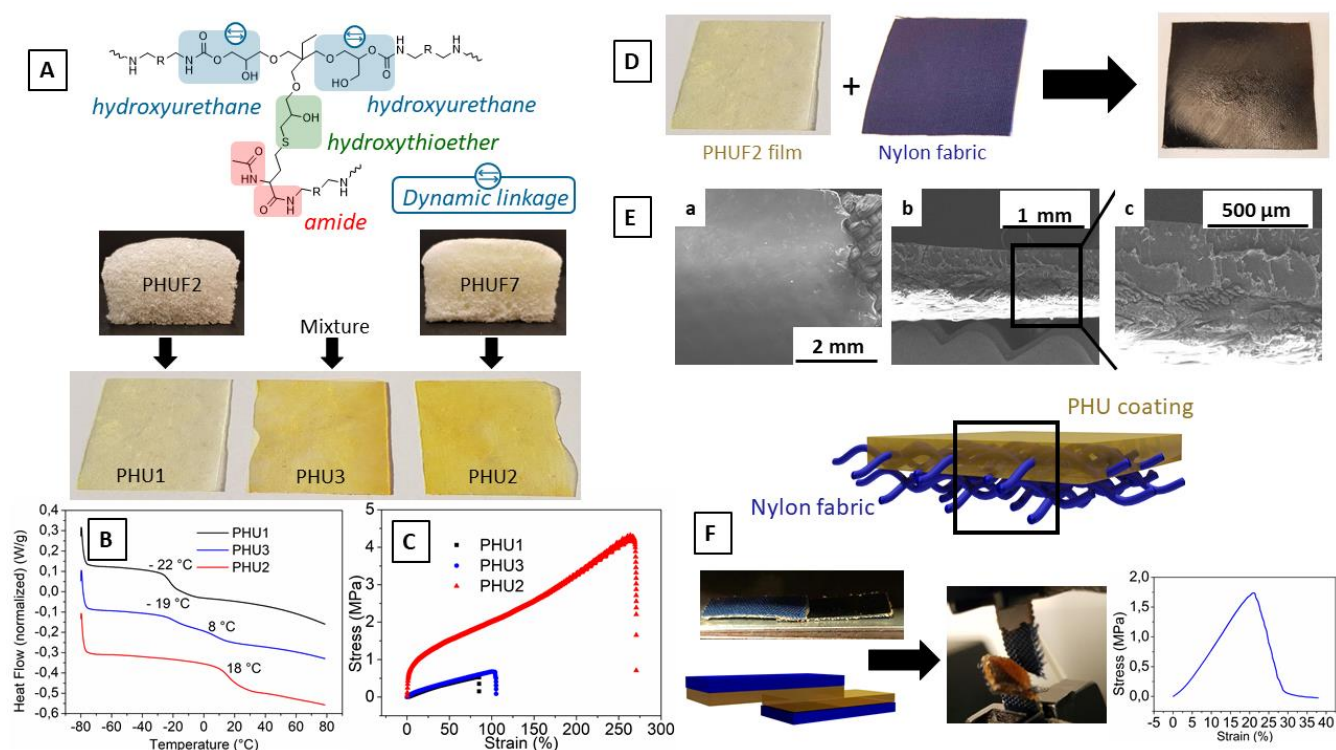 A
hydroxyurethane
hydroxyurethane
hydroxythioether
amide
Dynamic linkage
O
O
O
O
O
O
O
O
N
H
R
N
H
OH
OH
OH
S
O
HN
O
N
H
R
H
N
H
N
R
H
N
PHUF2
PHUF7
Mixture
PHU1
PHU3
PHU2
B
0,4
0,3
0,2
0,1
0,0
-0,1
-0,2
-0,3
-0,4
-0,5
-0,6
Heat Flow (normalized) (W/g)
PHU1
PHU3
PHU2
- 22 °C
- 19 °C
8 °C
18 °C
-80 -60 -40 -20 0 20 40 60 80
Temperature (°C)
C
5
4
3
2
1
0
Stress (MPa)
PHU1
PHU3
PHU2
0 50 100 150 200 250 300
Strain (%)
D
+
PHUF2 film
Nylon fabric
E
a
2 mm
b
1 mm
c
500 µm
PHU coating
Nylon fabric
F
2,0
1,5
1,0
0,5
0,0
Stress (MPa)
-5 0 5 10 15 20 25 30 35 40
Strain (%)